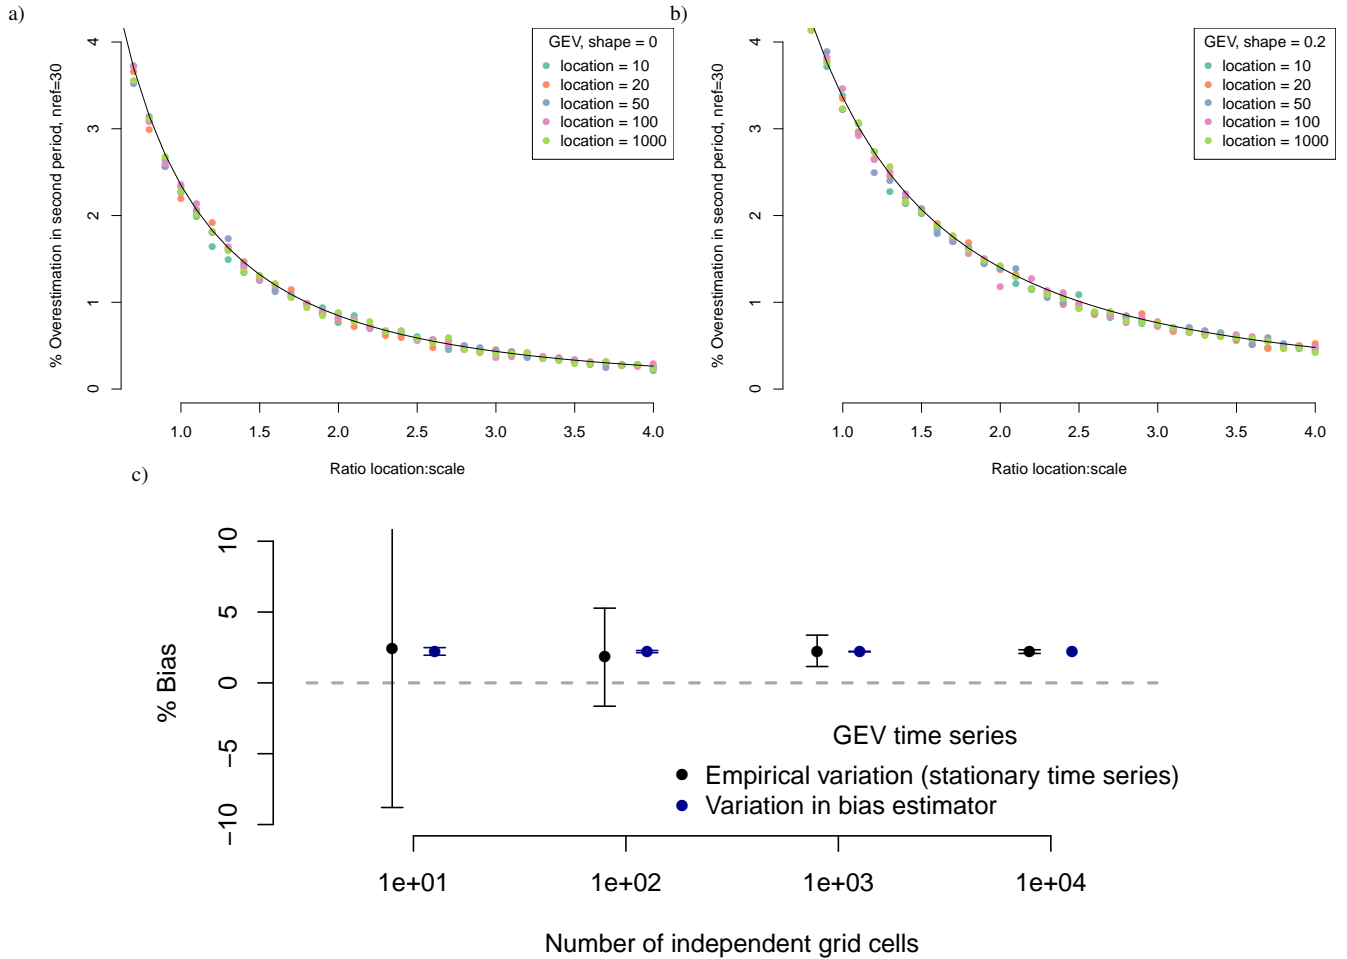 a)
% Overestimation in second period, nref=30
4
3
2
1
0
GEV, shape = 0
location = 10
location = 20
location = 50
location = 100
location = 1000
1.0 1.5 2.0 2.5 3.0 3.5 4.0
Ratio location:scale
b)
% Overestimation in second period, nref=30
4
3
2
1
0
GEV, shape = 0.2
location = 10
location = 20
location = 50
location = 100
location = 1000
1.0 1.5 2.0 2.5 3.0 3.5 4.0
Ratio location:scale
c)
% Bias
10
5
0
−5
−10
GEV time series
Empirical variation (stationary time series)
Variation in bias estimator
1e+01 1e+02 1e+03 1e+04
Number of independent grid cells